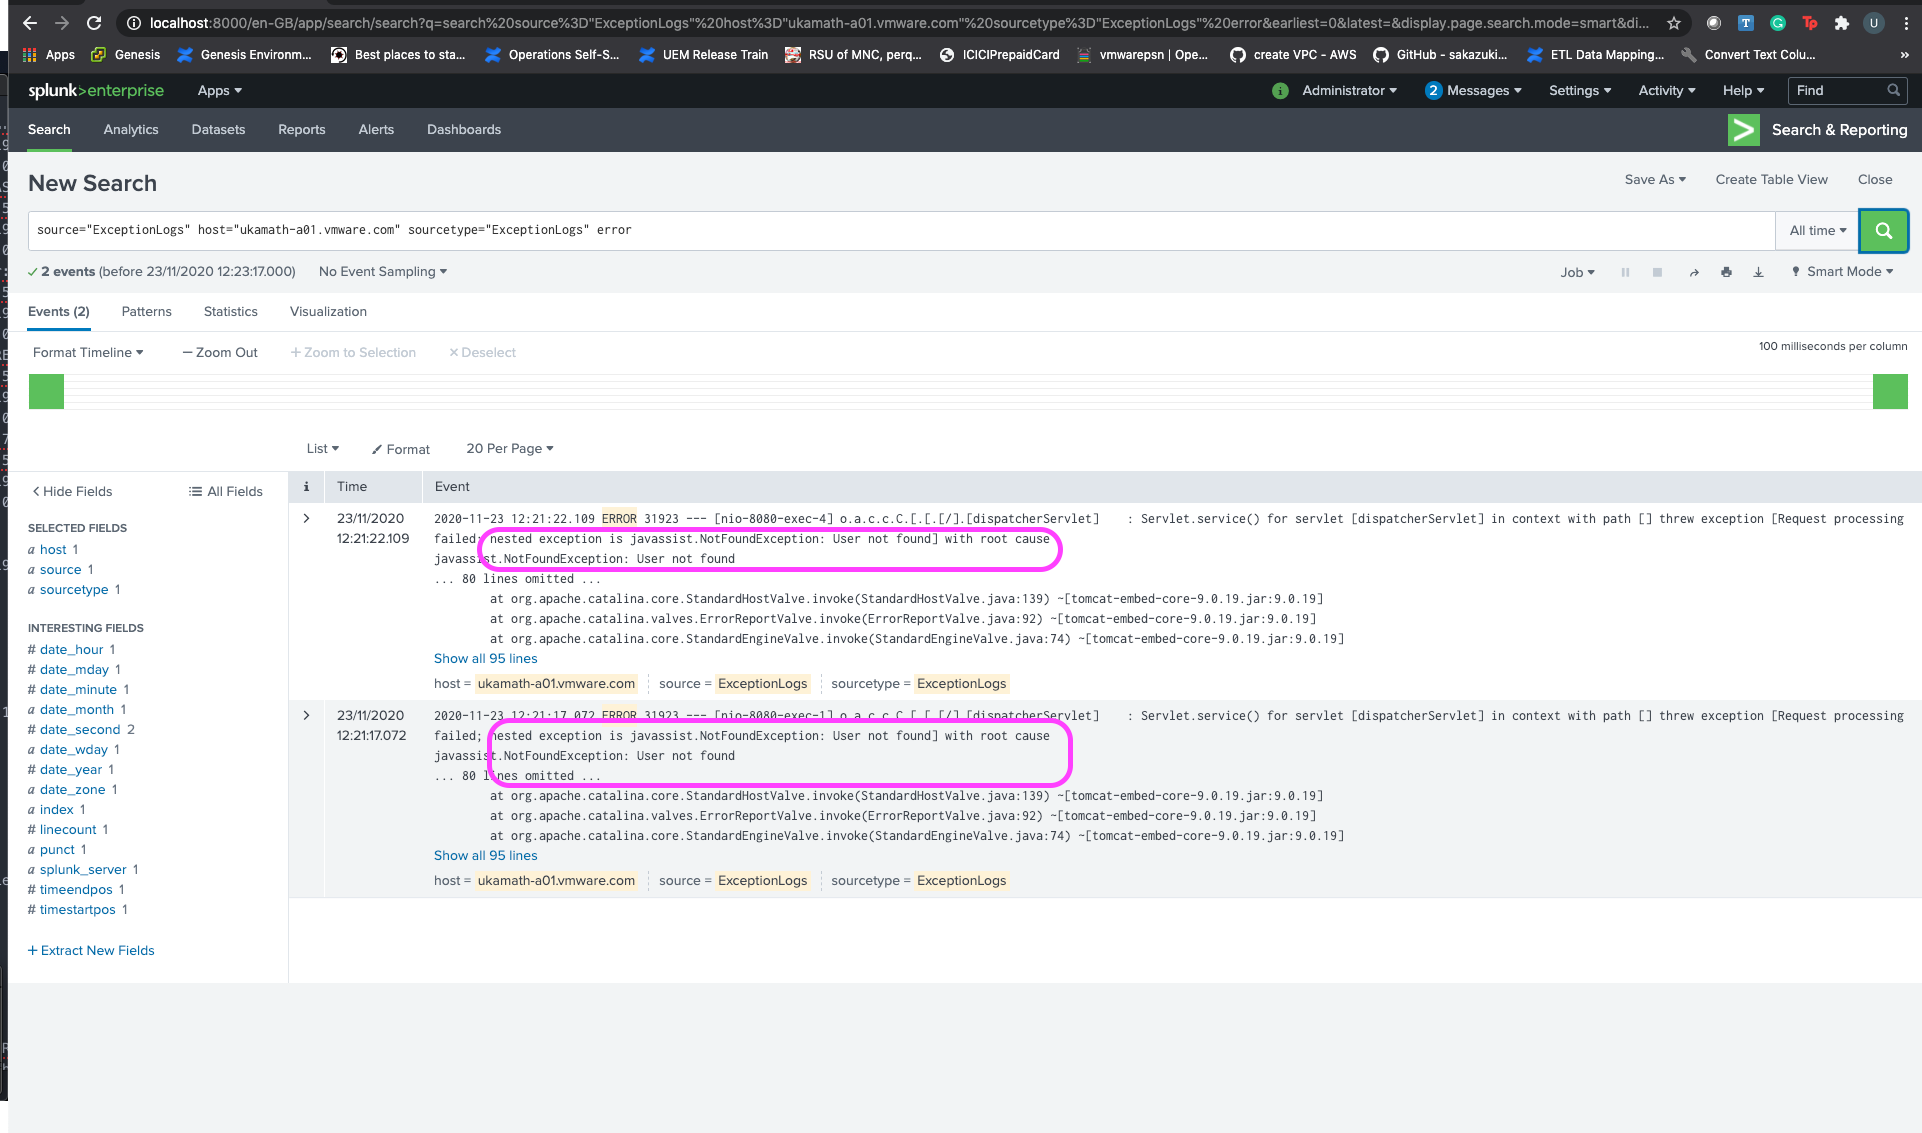 localhost:8000/en-GB/app/search/search?q=search%20source%3D"ExceptionLogs"%20host%3D"ukamath-a01.vmware.com"%20sourcetype%3D"ExceptionLogs"%20error&earliest=0&latest=&display.page.search.mode=smart&di...
Apps Genesis Genesis Environm... Best places to sta... Operations Self-S... UEM Release Train RSU of MNC, perq... ICICIPrepaidCard vmwarepsn | Ope... create VPC - AWS GitHub - sakazuki... ETL Data Mapping... Convert Text Colu... »
splunk>enterprise Apps Administrator 2 Messages Settings Activity Help Find
Search Analytics Datasets Reports Alerts Dashboards Search & Reporting
New Search Save As Create Table View Close
source="ExceptionLogs" host="ukamath-a01.vmware.com" sourcetype="ExceptionLogs" error All time
2 events (before 23/11/2020 12:23:17.000) No Event Sampling Job Smart Mode
Events (2) Patterns Statistics Visualization
Format Timeline — Zoom Out + Zoom to Selection × Deselect 100 milliseconds per column
List Format 20 Per Page
< Hide Fields All Fields
SELECTED FIELDS
a host 1
a source 1
a sourcetype 1
INTERESTING FIELDS
# date_hour 1
# date_mday 1
# date_minute 1
a date_month 1
# date_second 2
a date_wday 1
# date_year 1
a date_zone 1
a index 1
# linecount 1
a punct 1
a splunk_server 1
# timeendpos 1
# timestartpos 1
+ Extract New Fields
i Time Event
> 23/11/2020
12:21:22.109
2020-11-23 12:21:22.109 ERROR 31923 --- [nio-8080-exec-4] o.a.c.c.C.[.[.[/].[dispatcherServlet] : Servlet.service() for servlet [dispatcherServlet] in context with path [] threw exception [Request processing
failed; nested exception is javassist.NotFoundException: User not found] with root cause
javassist.NotFoundException: User not found
... 80 lines omitted ...
at org.apache.catalina.core.StandardHostValve.invoke(StandardHostValve.java:139) ~[tomcat-embed-core-9.0.19.jar:9.0.19]
at org.apache.catalina.valves.ErrorReportValve.invoke(ErrorReportValve.java:92) ~[tomcat-embed-core-9.0.19.jar:9.0.19]
at org.apache.catalina.core.StandardEngineValve.invoke(StandardEngineValve.java:74) ~[tomcat-embed-core-9.0.19.jar:9.0.19]
Show all 95 lines
host = ukamath-a01.vmware.com source = ExceptionLogs sourcetype = ExceptionLogs
> 23/11/2020
12:21:17.072
2020-11-23 12:21:17.072 ERROR 31923 --- [nio-8080-exec-1] o.a.c.c.C.[.[.[/].[dispatcherServlet] : Servlet.service() for servlet [dispatcherServlet] in context with path [] threw exception [Request processing
failed; nested exception is javassist.NotFoundException: User not found] with root cause
javassist.NotFoundException: User not found
... 80 lines omitted ...
at org.apache.catalina.core.StandardHostValve.invoke(StandardHostValve.java:139) ~[tomcat-embed-core-9.0.19.jar:9.0.19]
at org.apache.catalina.valves.ErrorReportValve.invoke(ErrorReportValve.java:92) ~[tomcat-embed-core-9.0.19.jar:9.0.19]
at org.apache.catalina.core.StandardEngineValve.invoke(StandardEngineValve.java:74) ~[tomcat-embed-core-9.0.19.jar:9.0.19]
Show all 95 lines
host = ukamath-a01.vmware.com source = ExceptionLogs sourcetype = ExceptionLogs